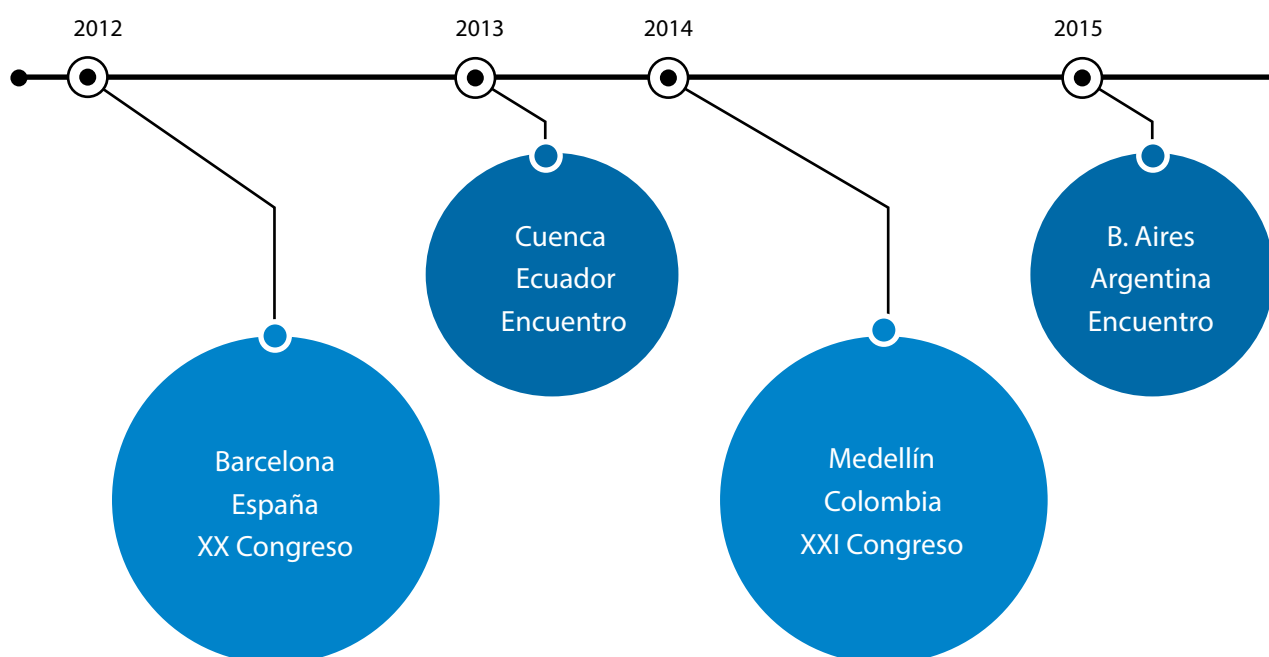 2012
2013
2014
2015
Cuenca
Ecuador
Encuentro
B. Aires
Argentina
Encuentro
Barcelona
España
XX Congreso
Medellín
Colombia
XXI Congreso